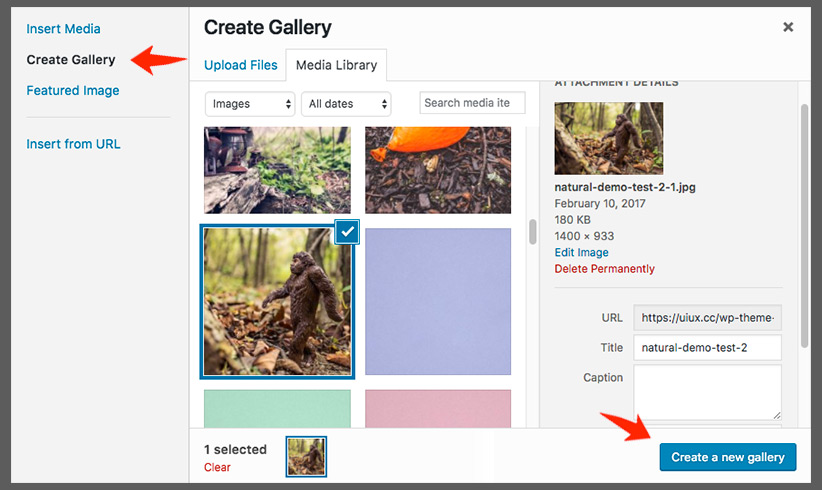 Insert Media
Create Gallery
Featured Image
Insert from URL
Create Gallery
Upload Files
Media Library
Images
All dates
Search media ite
ATTACHMENT DETAILS
natural-demo-test-2-1.jpg
February 10, 2017
180 KB
1400 × 933
Edit Image
Delete Permanently
URL
https://uiux.cc/wp-theme-
Title
natural-demo-test-2
Caption
1 selected
Clear
Create a new gallery